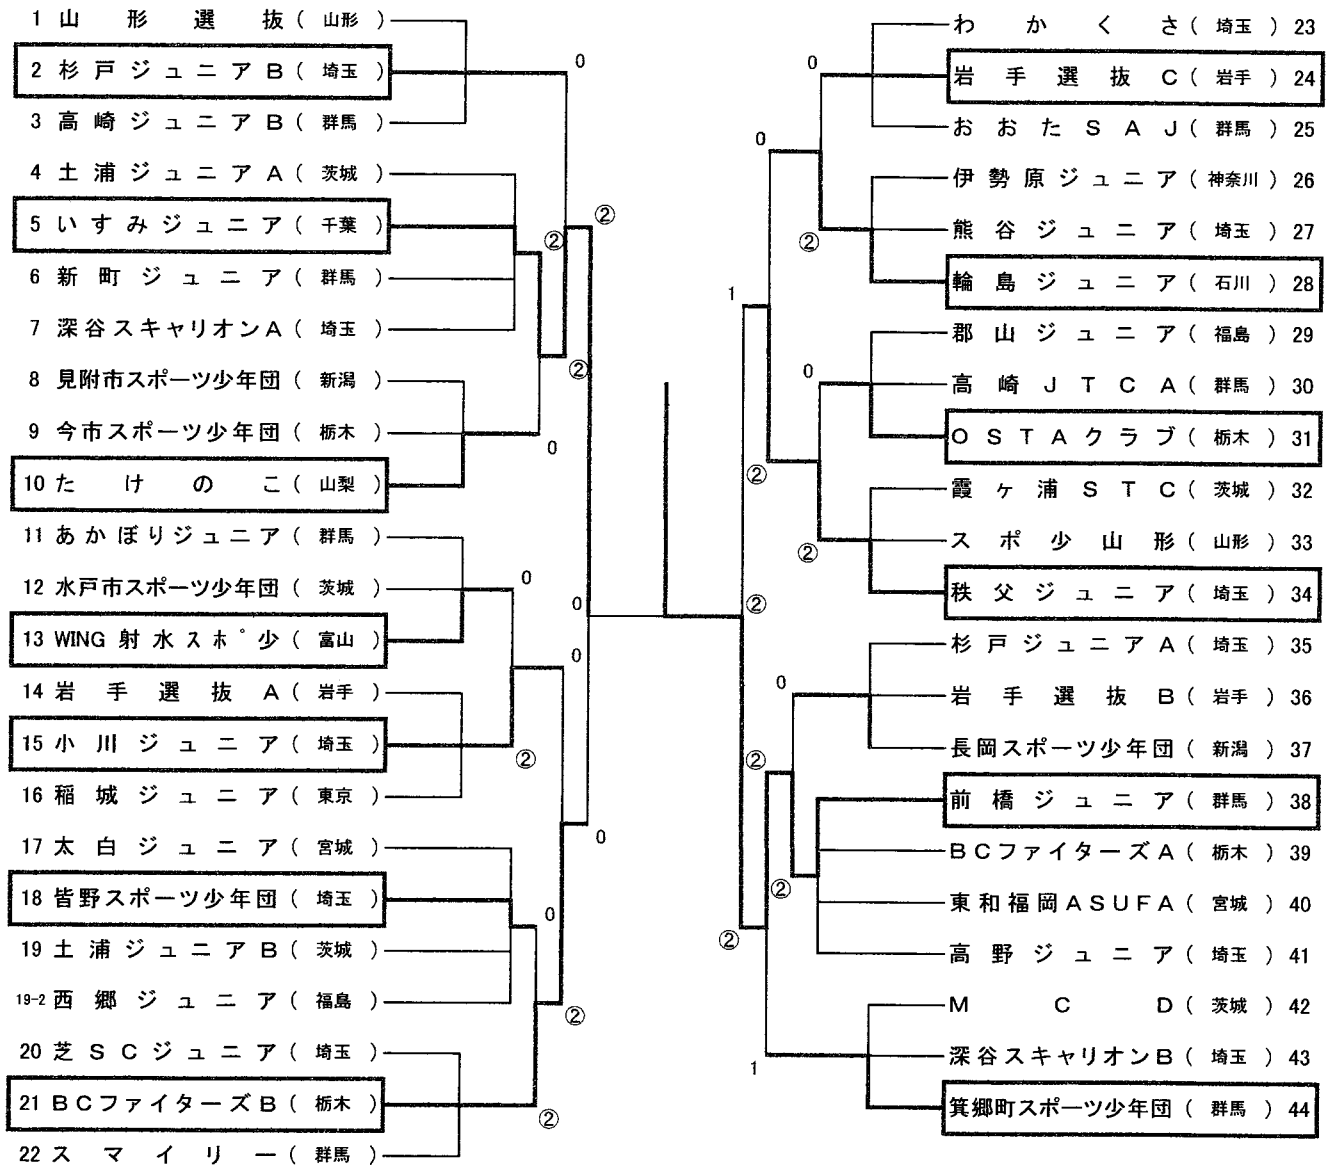 1 山形選抜 ( 山形 )
2 杉戸ジュニアB ( 埼玉 )
3 高崎ジュニアB ( 群馬 )
4 土浦ジュニアA ( 茨城 )
5 いすみジュニア ( 千葉 )
6 新町ジュニア ( 群馬 )
7 深谷スキャリオンA ( 埼玉 )
8 見附市スポーツ少年団 ( 新潟 )
9 今市スポーツ少年団 ( 栃木 )
10 たけのこ ( 山梨 )
11 あかぼりジュニア ( 群馬 )
12 水戸市スポーツ少年団 ( 茨城 )
13 WING射水スポ少 ( 富山 )
14 岩手選抜A ( 岩手 )
15 小川ジュニア ( 埼玉 )
16 稲城ジュニア ( 東京 )
17 太白ジュニア ( 宮城 )
18 皆野スポーツ少年団 ( 埼玉 )
19 土浦ジュニアB ( 茨城 )
19-2 西郷ジュニア ( 福島 )
20 芝SCジュニア ( 埼玉 )
21 BCファイターズB ( 栃木 )
22 スマイリー ( 群馬 )
0
②
②
②
0
0
0
0
②
0
0
②
②
0
0
②
0
1
0
②
②
②
0
②
②
②
1
わかくさ ( 埼玉 ) 23
岩手選抜C ( 岩手 ) 24
おおたSAJ ( 群馬 ) 25
伊勢原ジュニア ( 神奈川 ) 26
熊谷ジュニア ( 埼玉 ) 27
輪島ジュニア ( 石川 ) 28
郡山ジュニア ( 福島 ) 29
高崎JTCA ( 群馬 ) 30
OSTAクラブ ( 栃木 ) 31
霞ヶ浦STC ( 茨城 ) 32
スポ少山形 ( 山形 ) 33
秩父ジュニア ( 埼玉 ) 34
杉戸ジュニアA ( 埼玉 ) 35
岩手選抜B ( 岩手 ) 36
長岡スポーツ少年団 ( 新潟 ) 37
前橋ジュニア ( 群馬 ) 38
BCファイターズA ( 栃木 ) 39
東和福岡ASUFA ( 宮城 ) 40
高野ジュニア ( 埼玉 ) 41
MCD ( 茨城 ) 42
深谷スキャリオンB ( 埼玉 ) 43
箕郷町スポーツ少年団 ( 群馬 ) 44